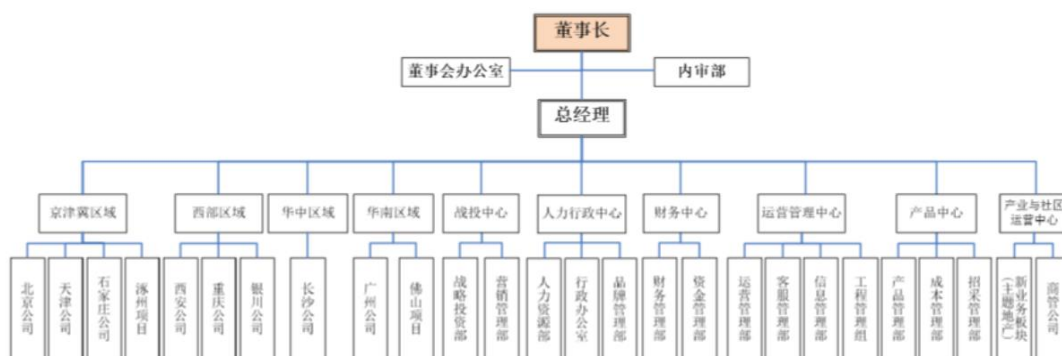 董事长
董事会办公室
内审部
总经理
京津冀区域
西部区域
华中区域
华南区域
战投中心
人力行政中心
财务中心
运营管理中心
产品中心
产业与社区
运营中心
北京公司
天津公司
石家庄公司
涿州项目
西安公司
重庆公司
银川公司
长沙公司
广州公司
佛山项目
战略投资部
营销管理部
人力资源部
行政办公室
品牌管理部
财务管理部
资金管理部
运营管理部
客服管理部
信息管理部
工程管理组
产品管理部
成本管理部
招采管理部
新业务板块
(主题地产)
商管公司